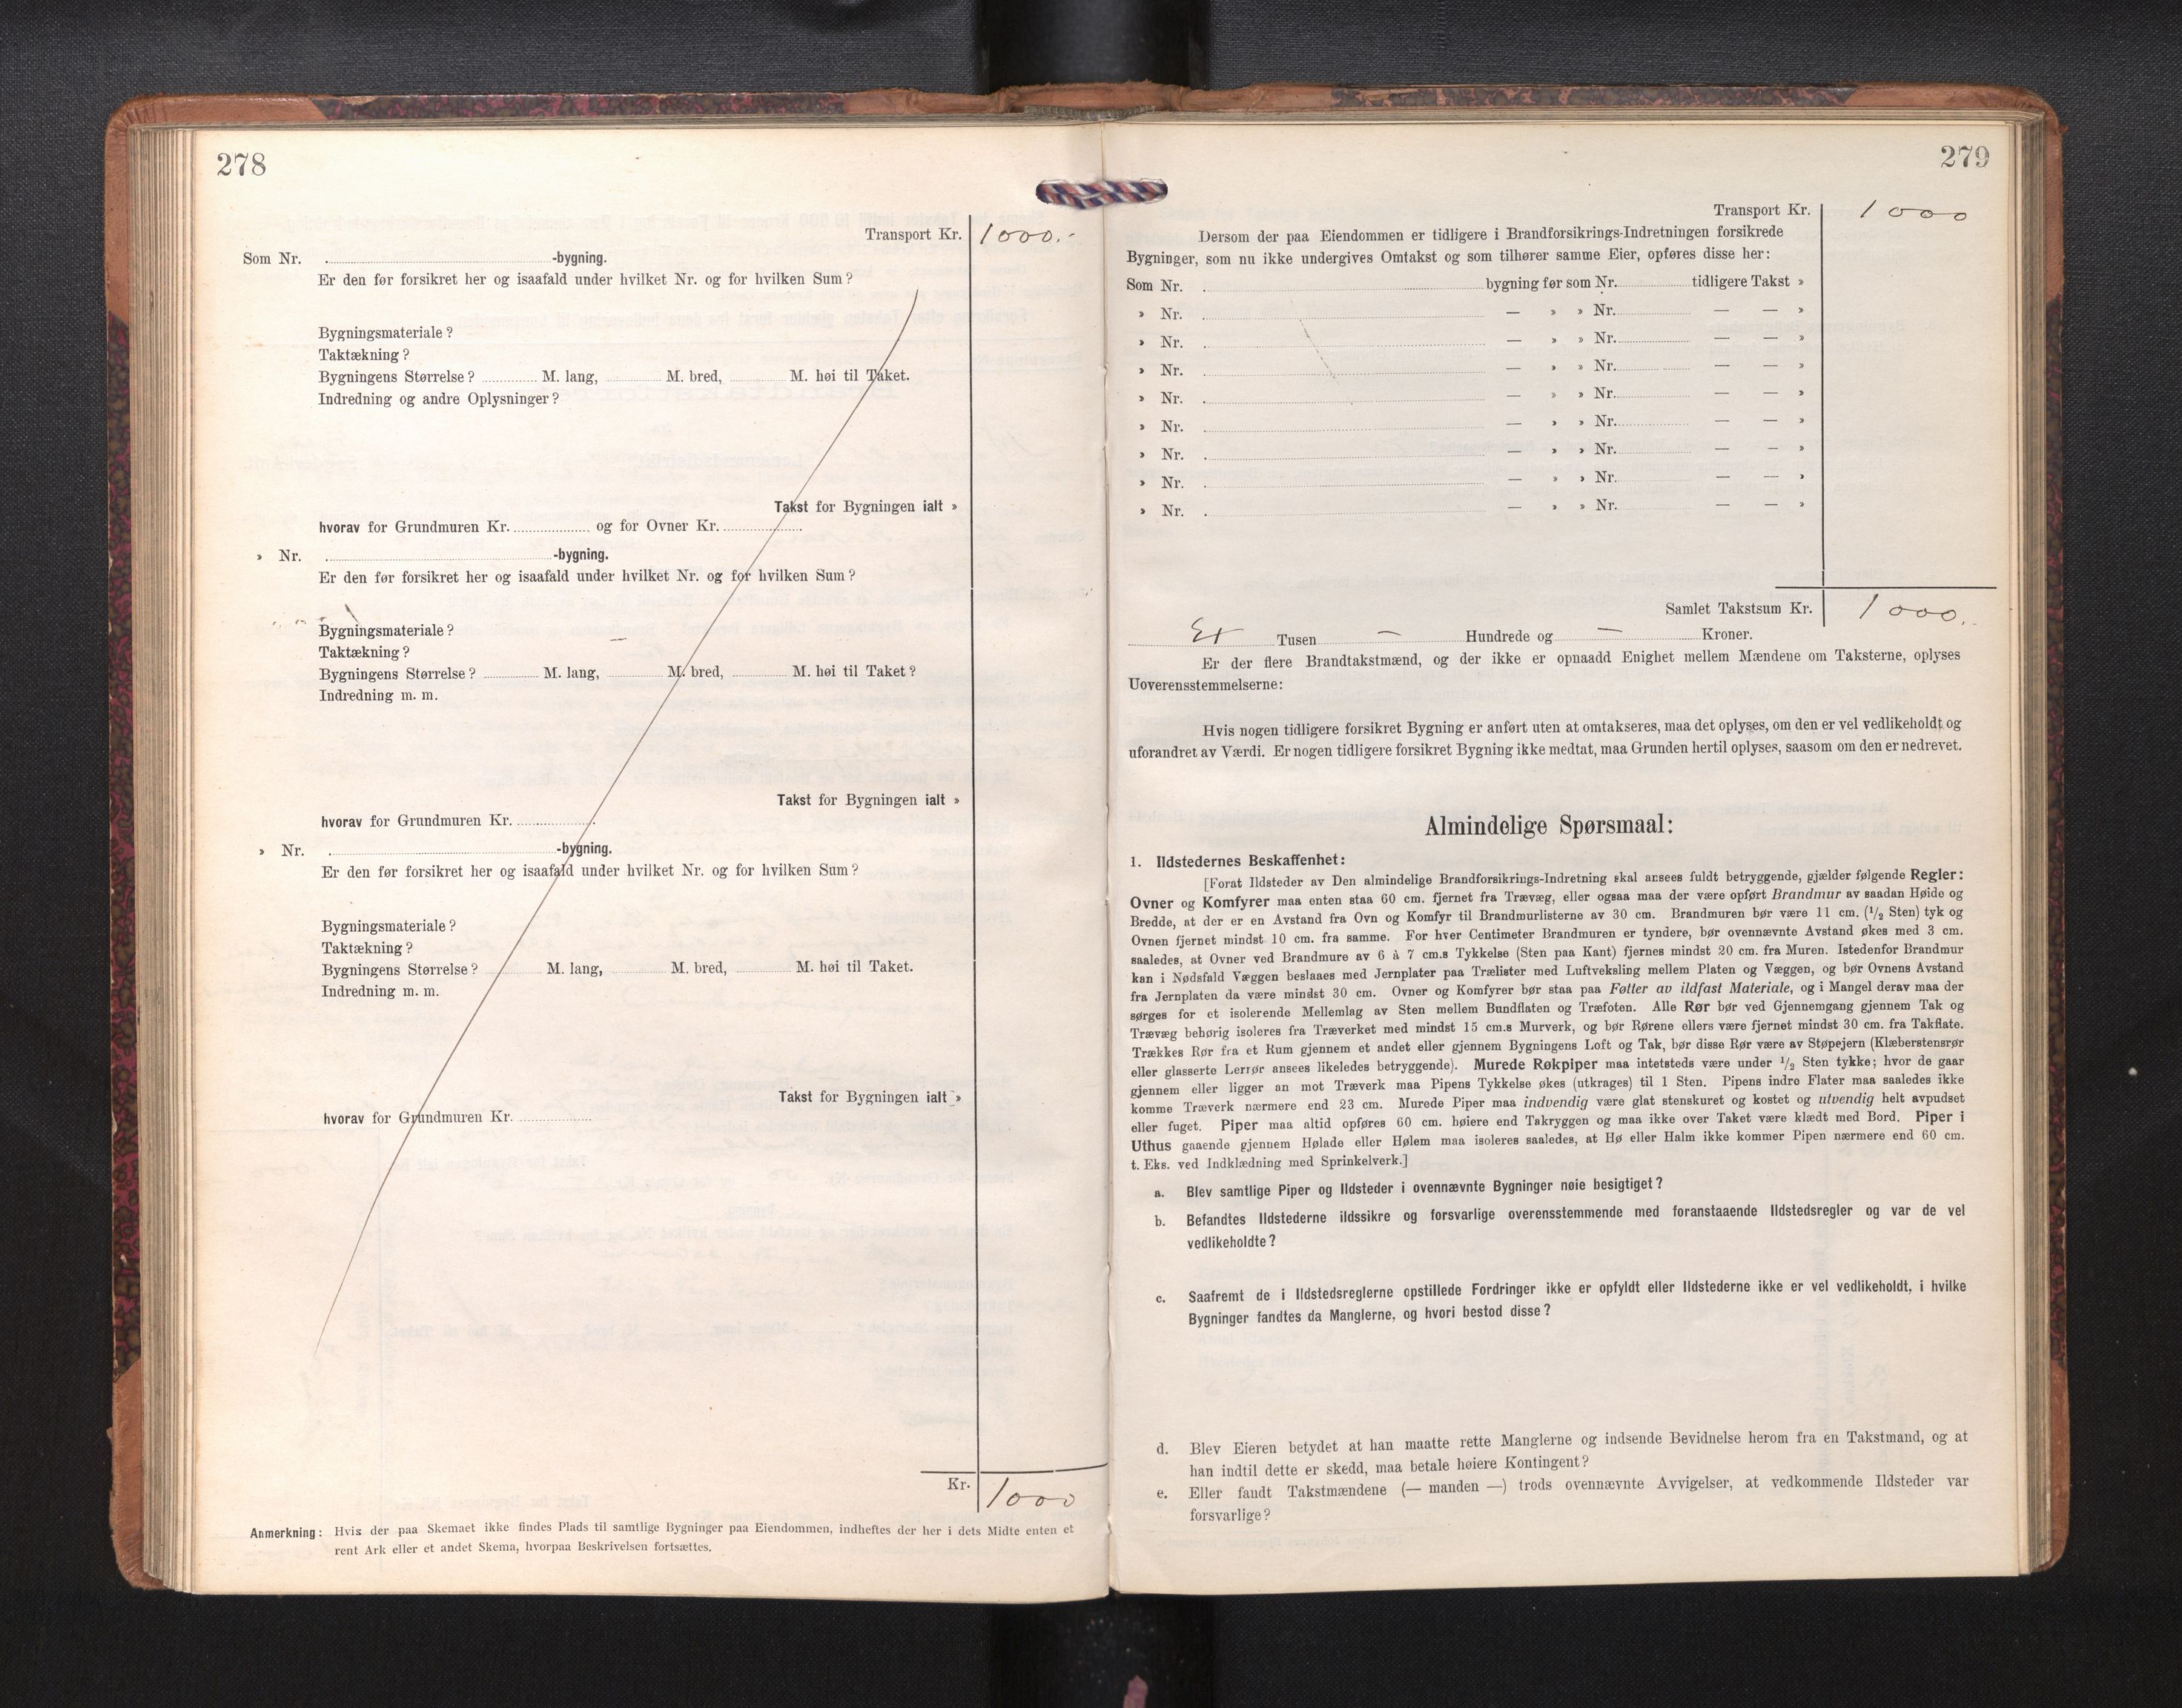 278
Transport Kr. 1000.-
Som Nr. -bygning.
Er den før forsikret her og isaafald under hvilket Nr. og for hvilken Sum?
Bygningsmateriale?
Taktækning?
Bygningens Størrelse? M. lang, M. bred, M. høi til Taket.
Indredning og andre Oplysninger?
Takst for Bygningen ialt »
hvorav for Grundmuren Kr. og for Ovner Kr.
» Nr. -bygning.
Er den før forsikret her og isaafald under hvilket Nr. og for hvilken Sum?
Bygningsmateriale?
Taktækning?
Bygningens Størrelse? M. lang, M. bred, M. høi til Taket?
Indredning m. m.
Takst for Bygningen ialt »
hvorav for Grundmuren Kr.
» Nr. -bygning.
Er den før forsikret her og isaafald under hvilket Nr. og for hvilken Sum?
Bygningsmateriale?
Taktækning?
Bygningens Størrelse? M. lang, M. bred, M. høi til Taket.
Indredning m. m.
Takst for Bygningen ialt »
hvorav for Grundmuren Kr.
Kr. 1000
Anmerkning: Hvis der paa Skemaet ikke findes Plads til samtlige Bygninger paa Eiendommen, indheftes der her i dets Midte enten et
rent Ark eller et andet Skema, hvorpaa Beskrivelsen fortsættes.
279
Transport Kr. 1000
Dersom der paa Eiendommen er tidligere i Brandforsikrings-Indretningen forsikrede
Bygninger, som nu ikke undergives Omtakst og som tilhører samme Eier, opføres disse her:
Som Nr. bygning før som Nr. tidligere Takst »
» Nr. — » » Nr. — — »
» Nr. — » » Nr. — — »
» Nr. — » » Nr. — — »
» Nr. — » » Nr. — — »
» Nr. — » » Nr. — — »
» Nr. — » » Nr. — — »
» Nr. — » » Nr. — — »
» Nr. — » » Nr. — — »
Samlet Takstsum Kr. 1000.
Et Tusen — Hundrede og — Kroner.
Er der flere Brandtakstmænd, og der ikke er opnaadd Enighet mellem Mændene om Taksterne, oplyses
Uoverensstemmelserne:
Hvis nogen tidligere forsikret Bygning er anført uten at omtakseres, maa det oplyses, om den er vel vedlikeholdt og
uforandret av Værdi. Er nogen tidligere forsikret Bygning ikke medtat, maa Grunden hertil oplyses, saasom om den er nedrevet.
Almindelige Spørsmaal:
1. Ildstedernes Beskaffenhet:
[Forat Ildsteder av Den almindelige Brandforsikrings-Indretning skal ansees fuldt betryggende, gjælder følgende Regler:
Ovner og Komfyrer maa enten staa 60 cm. fjernet fra Trævæg, eller ogsaa maa der være opført Brandmur av saadan Høide og
Bredde, at der er en Avstand fra Ovn og Komfyr til Brandmurlisterne av 30 cm. Brandmuren bør være 11 cm. (1/2 Sten) tyk og
Ovnen fjernet mindst 10 cm. fra samme. For hver Centimeter Brandmuren er tyndere, bør ovennævnte Avstand økes med 3 cm.
saaledes, at Ovner ved Brandmure av 6 à 7 cm.s Tykkelse (Sten paa Kant) fjernes mindst 20 cm. fra Muren. Istedenfor Brandmur
kan i Nødsfald Væggen beslaaes med Jernplater paa Trælister med Luftveksling mellem Platen og Væggen, og bør Ovnens Avstand
fra Jernplaten da være mindst 30 cm. Ovner og Komfyrer bør staa paa Føtter av ildfast Materiale, og i Mangel derav maa der
sørges for et isolerende Mellemlag av Sten mellem Bundflaten og Træfoten. Alle Rør bør ved Gjennemgang gjennem Tak og
Trævæg behørig isoleres fra Træverket med mindst 15 cm.s Murverk, og bør Rørene ellers være fjernet mindst 30 cm. fra Takflate.
Trækkes Rør fra et Rum gjennem et andet eller gjennem Bygningens Loft og Tak, bør disse Rør være av Støpejern (Klæberstensrør
eller glasserte Lerrør ansees likeledes betryggende). Murede Røkpiper maa intetsteds være under 1/2 Sten tykke; hvor de gaar
gjennem eller ligger an mot Træverk maa Pipens Tykkelse økes (utkrages) til 1 Sten. Pipens indre Flater maa saaledes ikke
komme Træverk nærmere end 23 cm. Murede Piper maa indvendig være glat stenskuret og kostet og utvendig helt avpudset
eller fuget. Piper maa altid opføres 60 cm. høiere end Takryggen og maa ikke over Taket være klædt med Bord. Piper i
Uthus gaaende gjennem Hølade eller Hølem maa isoleres saaledes, at Hø eller Halm ikke kommer Pipen nærmere end 60 cm.
t. Eks. ved Indklædning med Sprinkelverk.]
a. Blev samtlige Piper og Ildsteder i ovennævnte Bygninger nøie besigtiget?
b. Befandtes Ildstederne ildssikre og forsvarlige overensstemmende med foranstaaende Ildstedsregler og var de vel
vedlikeholdte?
c. Saafremt de i Ildstedsreglerne opstillede Fordringer ikke er opfyldt eller Ildstederne ikke er vel vedlikeholdt, i hvilke
Bygninger fandtes da Manglerne, og hvori bestod disse?
d. Blev Eieren betydet at han maatte rette Manglerne og indsende Bevidnelse herom fra en Takstmand, og at
han indtil dette er skedd, maa betale høiere Kontingent?
e. Eller fandt Takstmændene (— manden —) trods ovennævnte Avvigelser, at vedkommende Ildsteder var
forsvarlige?